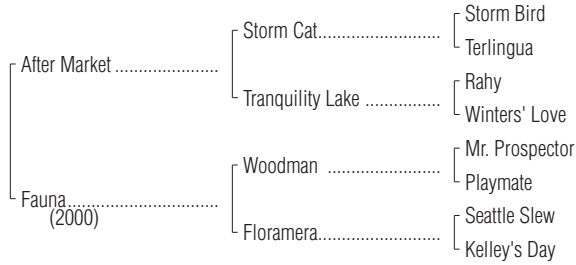 Storm Bird
Storm Cat..............................
Terlingua
After Market .........................
Rahy
Tranquility Lake ..................
Winters' Love
Mr. Prospector
Woodman ...........................
Playmate
Fauna.....................................
(2000)
Seattle Slew
Floramera..............................
Kelley's Day